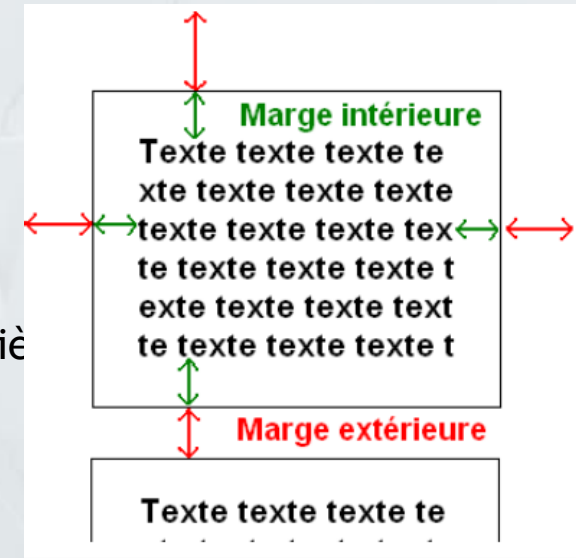 Marge intérieure
Texte texte texte te
xte texte texte texte
texte texte texte tex
te texte texte texte t
exte texte texte text
te texte texte texte t
iè
Marge extérieure
Texte texte texte te